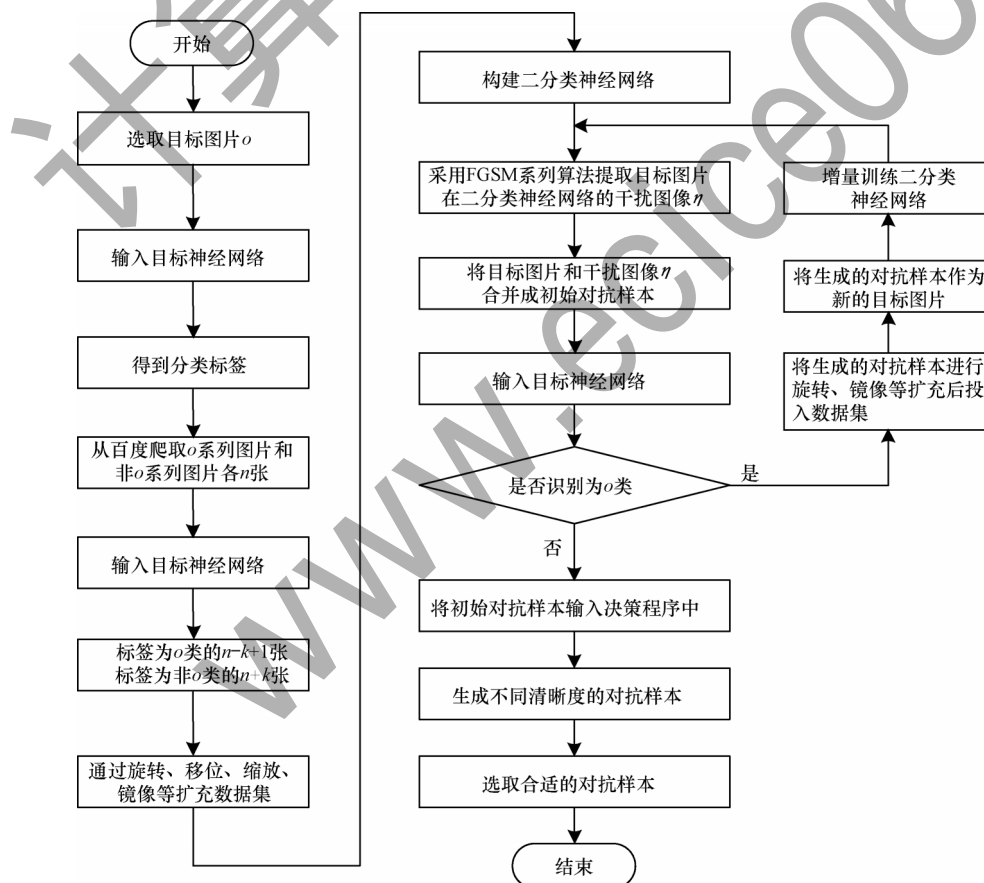 开始
选取目标图片o
输入目标神经网络
得到分类标签
从百度爬取o系列图片和
非o系列图片各n张
输入目标神经网络
标签为o类的n-k+1张
标签为非o类的n+k张
通过旋转、移位、缩放、
镜像等扩充数据集
构建二分类神经网络
采用FGSM系列算法提取目标图片
在二分类神经网络的干扰图像η
将目标图片和干扰图像η
合并成初始对抗样本
输入目标神经网络
是否识别为o类
是
否
将初始对抗样本输入决策程序中
生成不同清晰度的对抗样本
选取合适的对抗样本
结束
增量训练二分类
神经网络
将生成的对抗样本作为
新的目标图片
将生成的对抗样本进行
旋转、镜像等扩充后投
入数据集
计算
www.ecice06